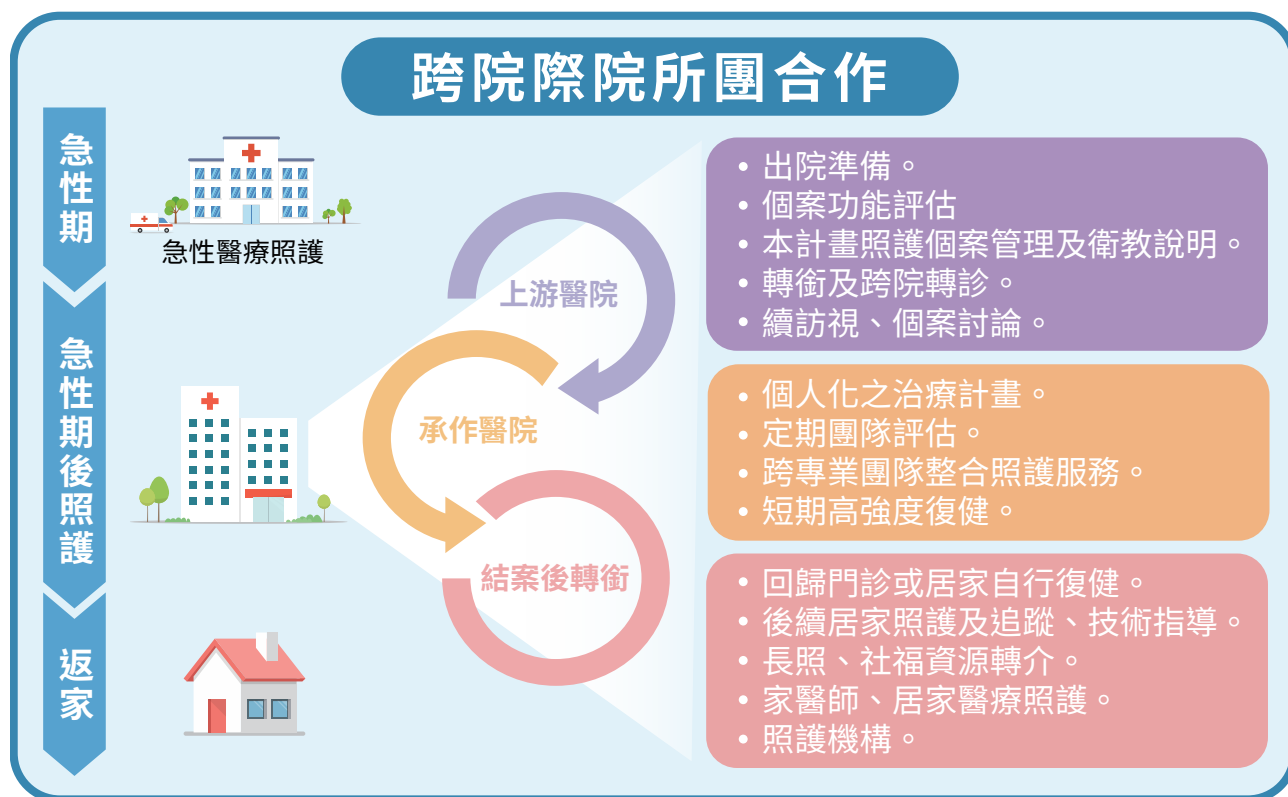 跨院際院所團合作
急性期
急性醫療照護
急性期後照護
返家
上游醫院
承作醫院
結案後轉銜
• 出院準備。
• 個案功能評估
• 本計畫照護個案管理及衛教說明。
• 轉銜及跨院轉診。
• 續訪視、個案討論。
• 個人化之治療計畫。
• 定期團隊評估。
• 跨專業團隊整合照護服務。
• 短期高強度復健。
• 回歸門診或居家自行復健。
• 後續居家照護及追蹤、技術指導。
• 長照、社福資源轉介。
• 家醫師、居家醫療照護。
• 照護機構。